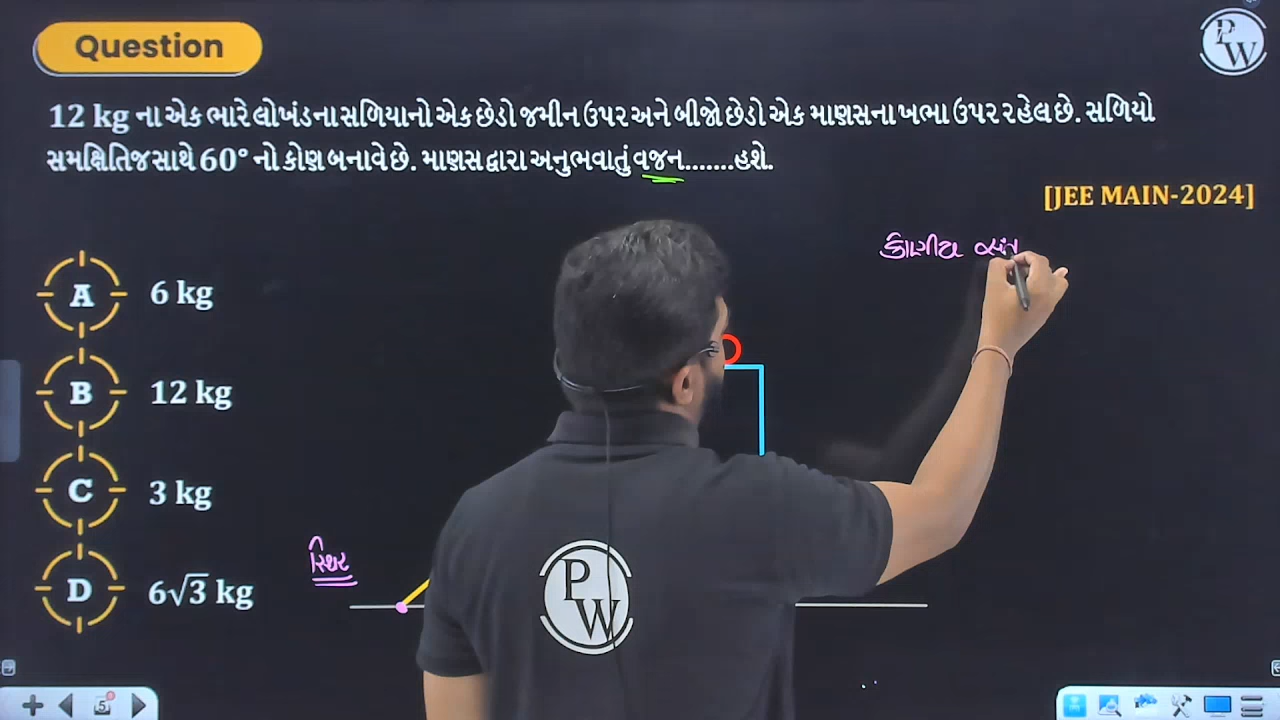 Question
PW
12 kg ના એક ભારે લોખંડના સળિયાનો એક છેડો જમીન ઉપર અને બીજો છેડો એક માણસના ખભા ઉપર રહેલ છે. સળિયો
સમક્ષિતિજ સાથે 60° નો કોણ બનાવે છે. માણસ દ્વારા અનુભવાતું વજન.......હશે.
[JEE MAIN-2024]
A 6 kg
B 12 kg
C 3 kg
D 6√3 kg
સ્થિર
PW
5